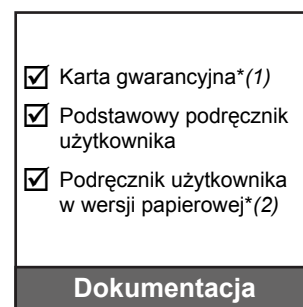 Karta gwarancyjna*(1)
Podstawowy podręcznik
użytkownika
Podręcznik użytkownika
w wersji papierowej*(2)
Dokumentacja